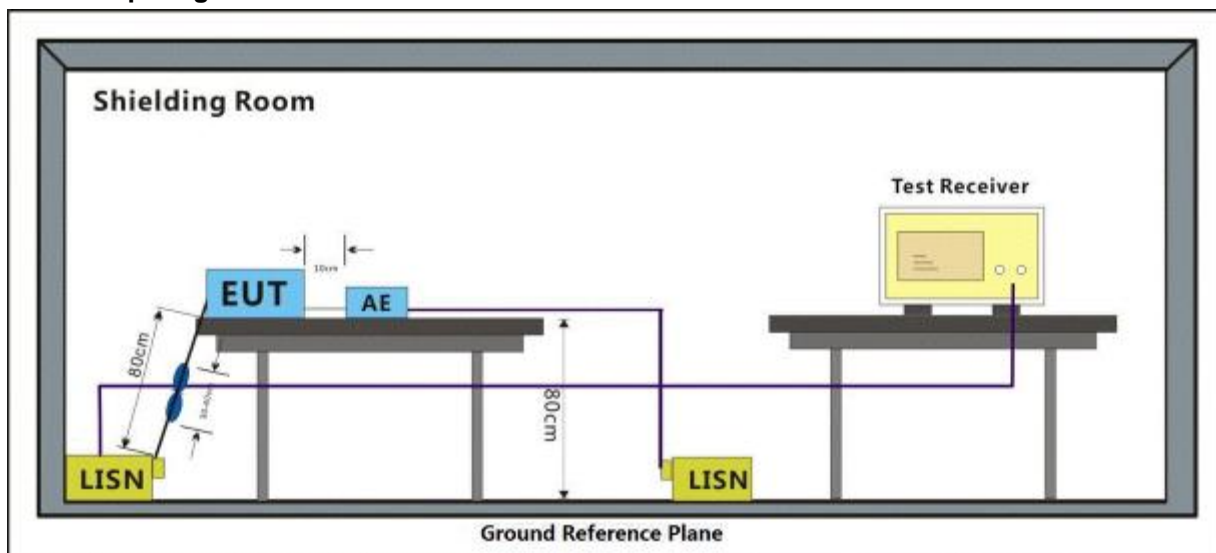 Shielding Room
Test Receiver
10cm
EUT
AE
80cm
80cm
LISN
LISN
Ground Reference Plane